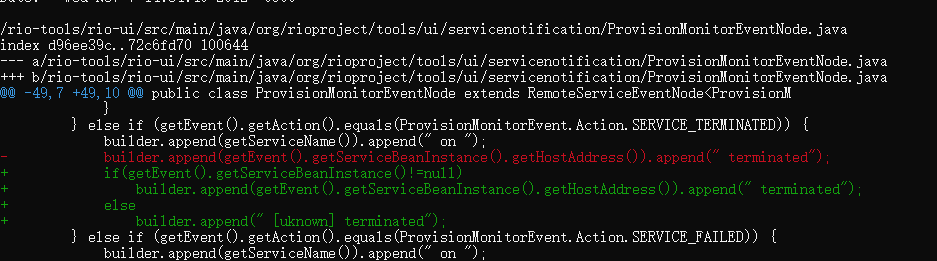 /rio-tools/rio-ui/src/main/java/org/rioproject/tools/ui/servicenotification/ProvisionMonitorEventNode.java
index d96ee39c..72c6fd70 100644
--- a/rio-tools/rio-ui/src/main/java/org/rioproject/tools/ui/servicenotification/ProvisionMonitorEventNode.java
+++ b/rio-tools/rio-ui/src/main/java/org/rioproject/tools/ui/servicenotification/ProvisionMonitorEventNode.java
@@ -49,7 +49,10 @@ public class ProvisionMonitorEventNode extends RemoteServiceEventNode<ProvisionM
             }
         } else if (getEvent().getAction().equals(ProvisionMonitorEvent.Action.SERVICE_TERMINATED)) {
             builder.append(getServiceName()).append(" on ");
-            builder.append(getEvent().getServiceBeanInstance().getHostAddress()).append(" terminated");
+            if(getEvent().getServiceBeanInstance()!=null)
+                builder.append(getEvent().getServiceBeanInstance().getHostAddress()).append(" terminated");
+            else
+                builder.append(" [uknown] terminated");
         } else if (getEvent().getAction().equals(ProvisionMonitorEvent.Action.SERVICE_FAILED)) {
             builder.append(getServiceName()).append(" on ");